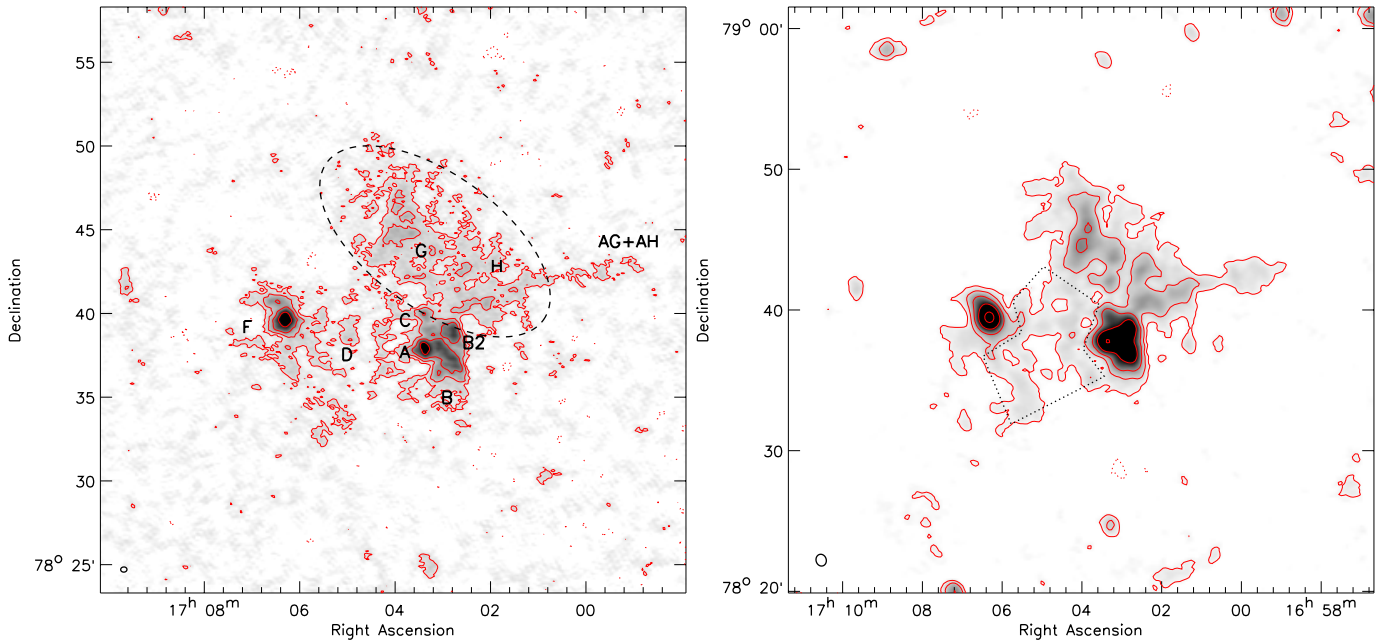 55
50
45
40
35
30
78° 25'
Declination
17ʰ 08ᵐ
06
04
02
00
Right Ascension
AG+AH
G
H
F
C
B2
A
D
B
79° 00'
50
40
30
78° 20'
Declination
17ʰ 10ᵐ
08
06
04
02
00
16 58ᵐ
Right Ascension